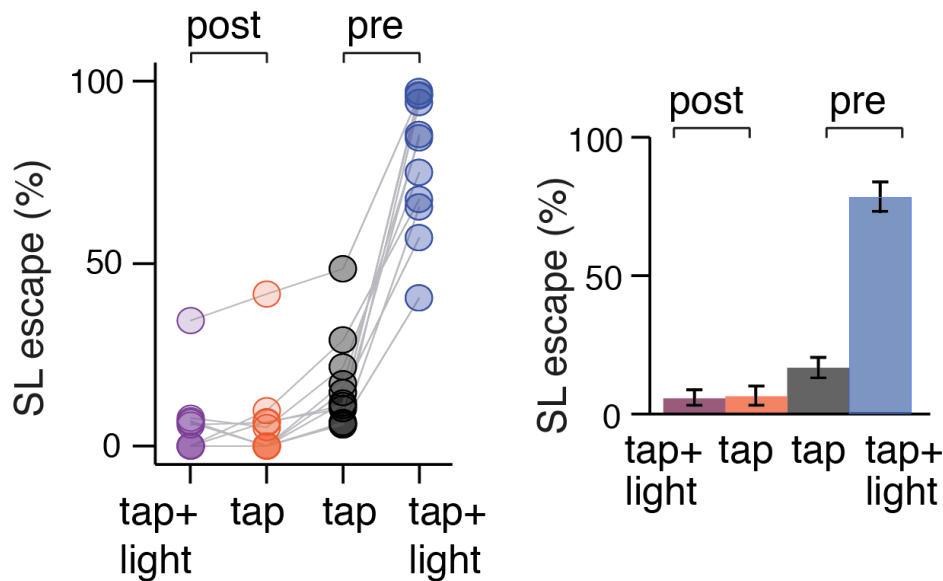 post pre
100
50
0
SL escape (%)
tap+ tap tap tap+
light light
post pre
100
50
0
SL escape (%)
tap+ tap tap tap+
light light